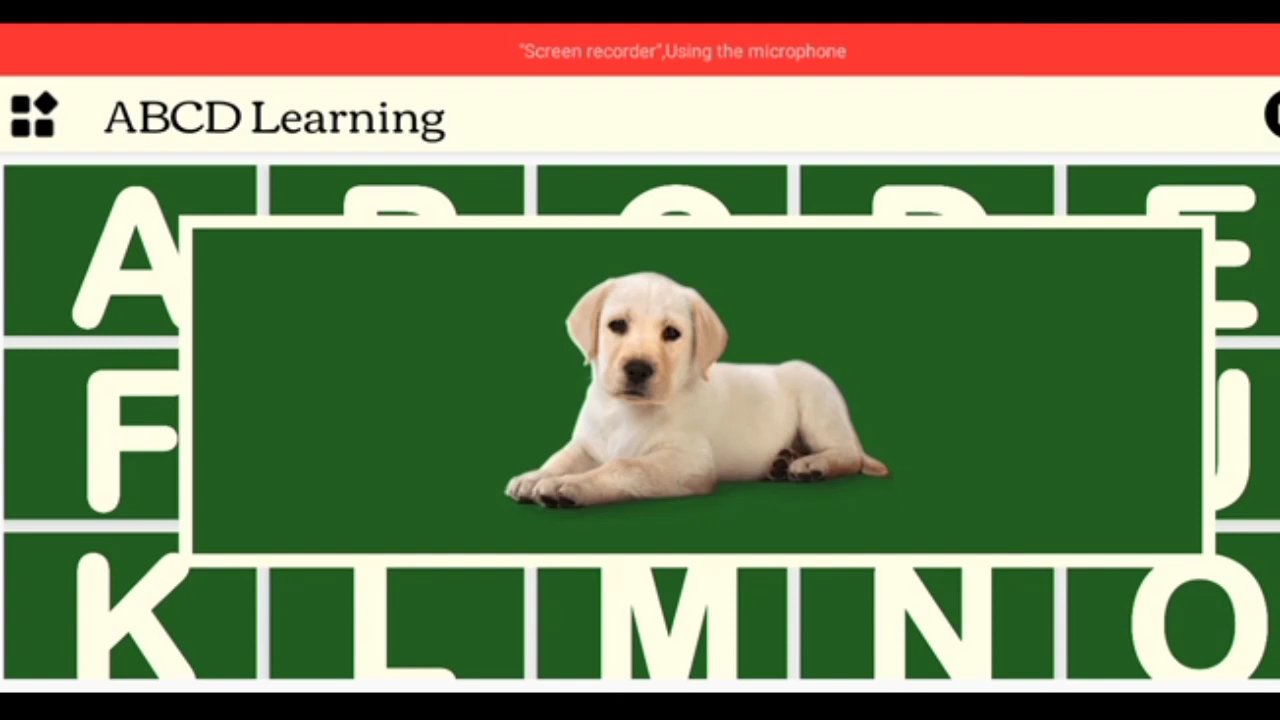 "Screen recorder",Using the microphone
ABCD Learning
A B C D E
F J
K L M N O